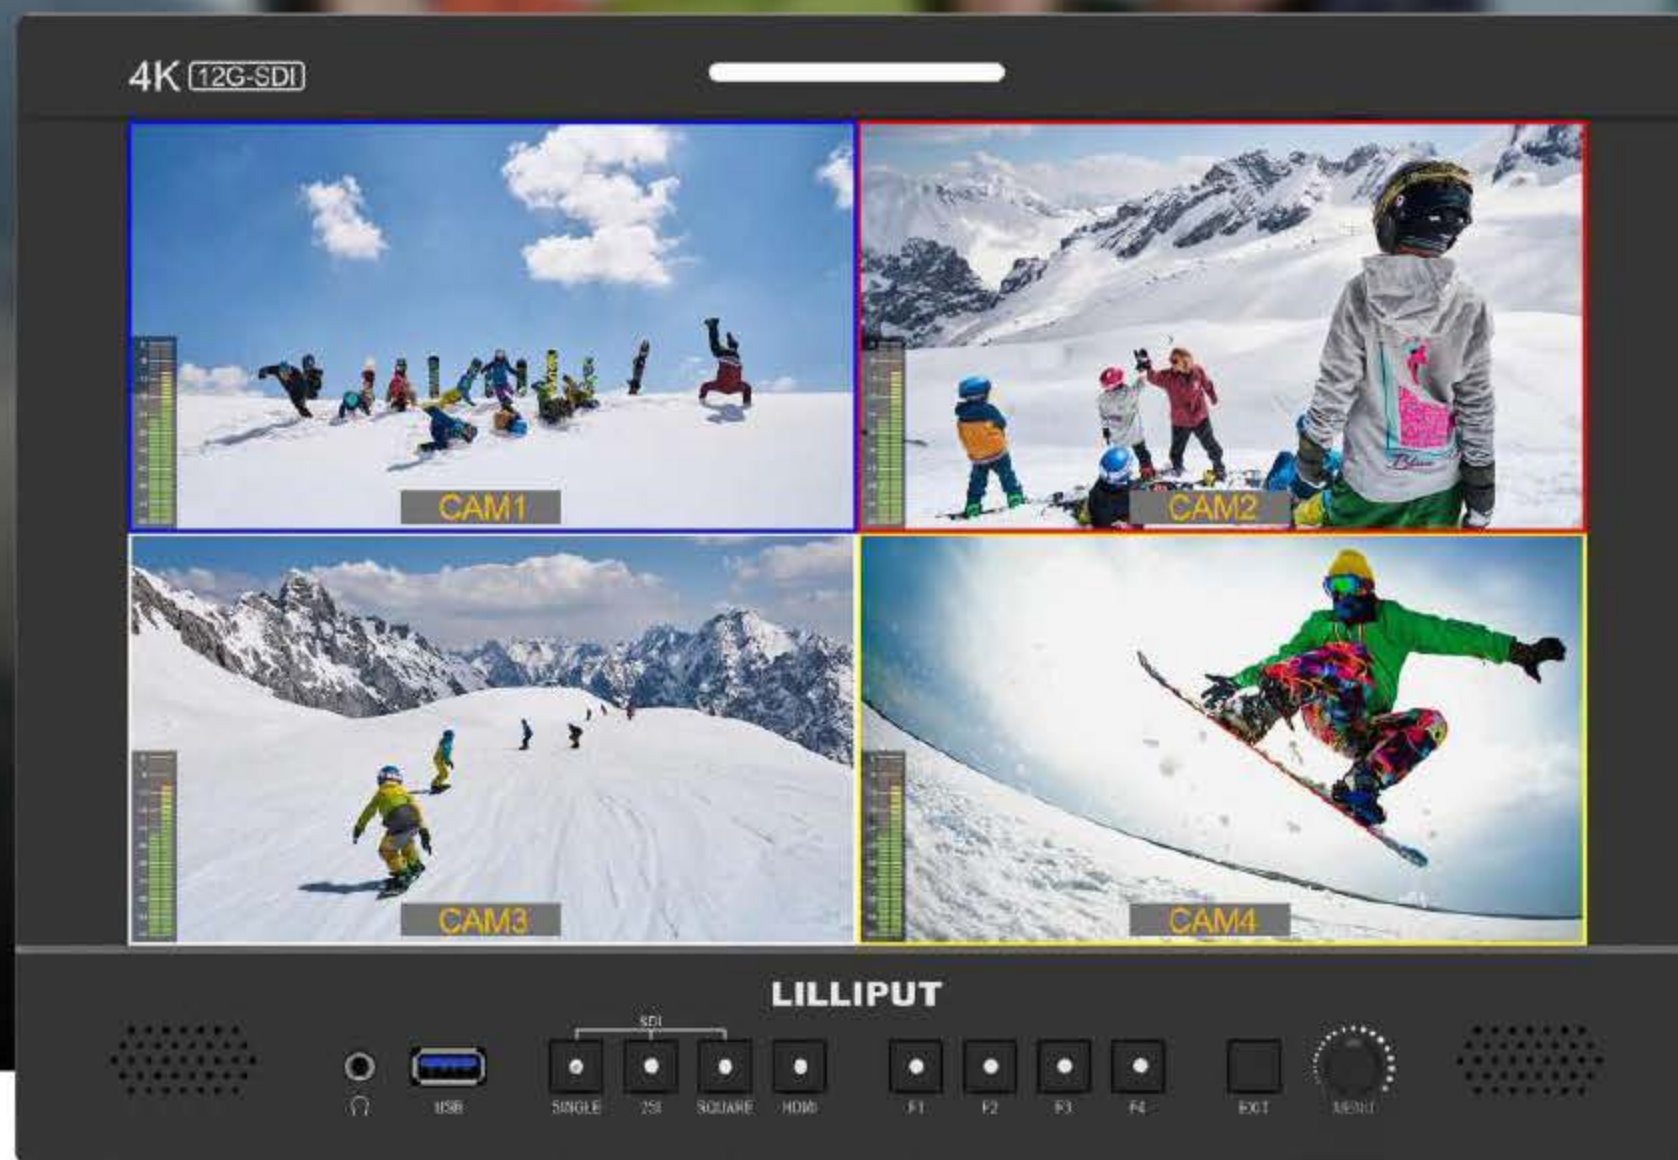 4K 12G-SDI
CAM1
CAM2
Blue
CAM3
CAM4
LILLIPUT
SDI
USB
SINGLE
2SI
SQUARE
HDMI
F1
F2
F3
F4
EXIT
MENU